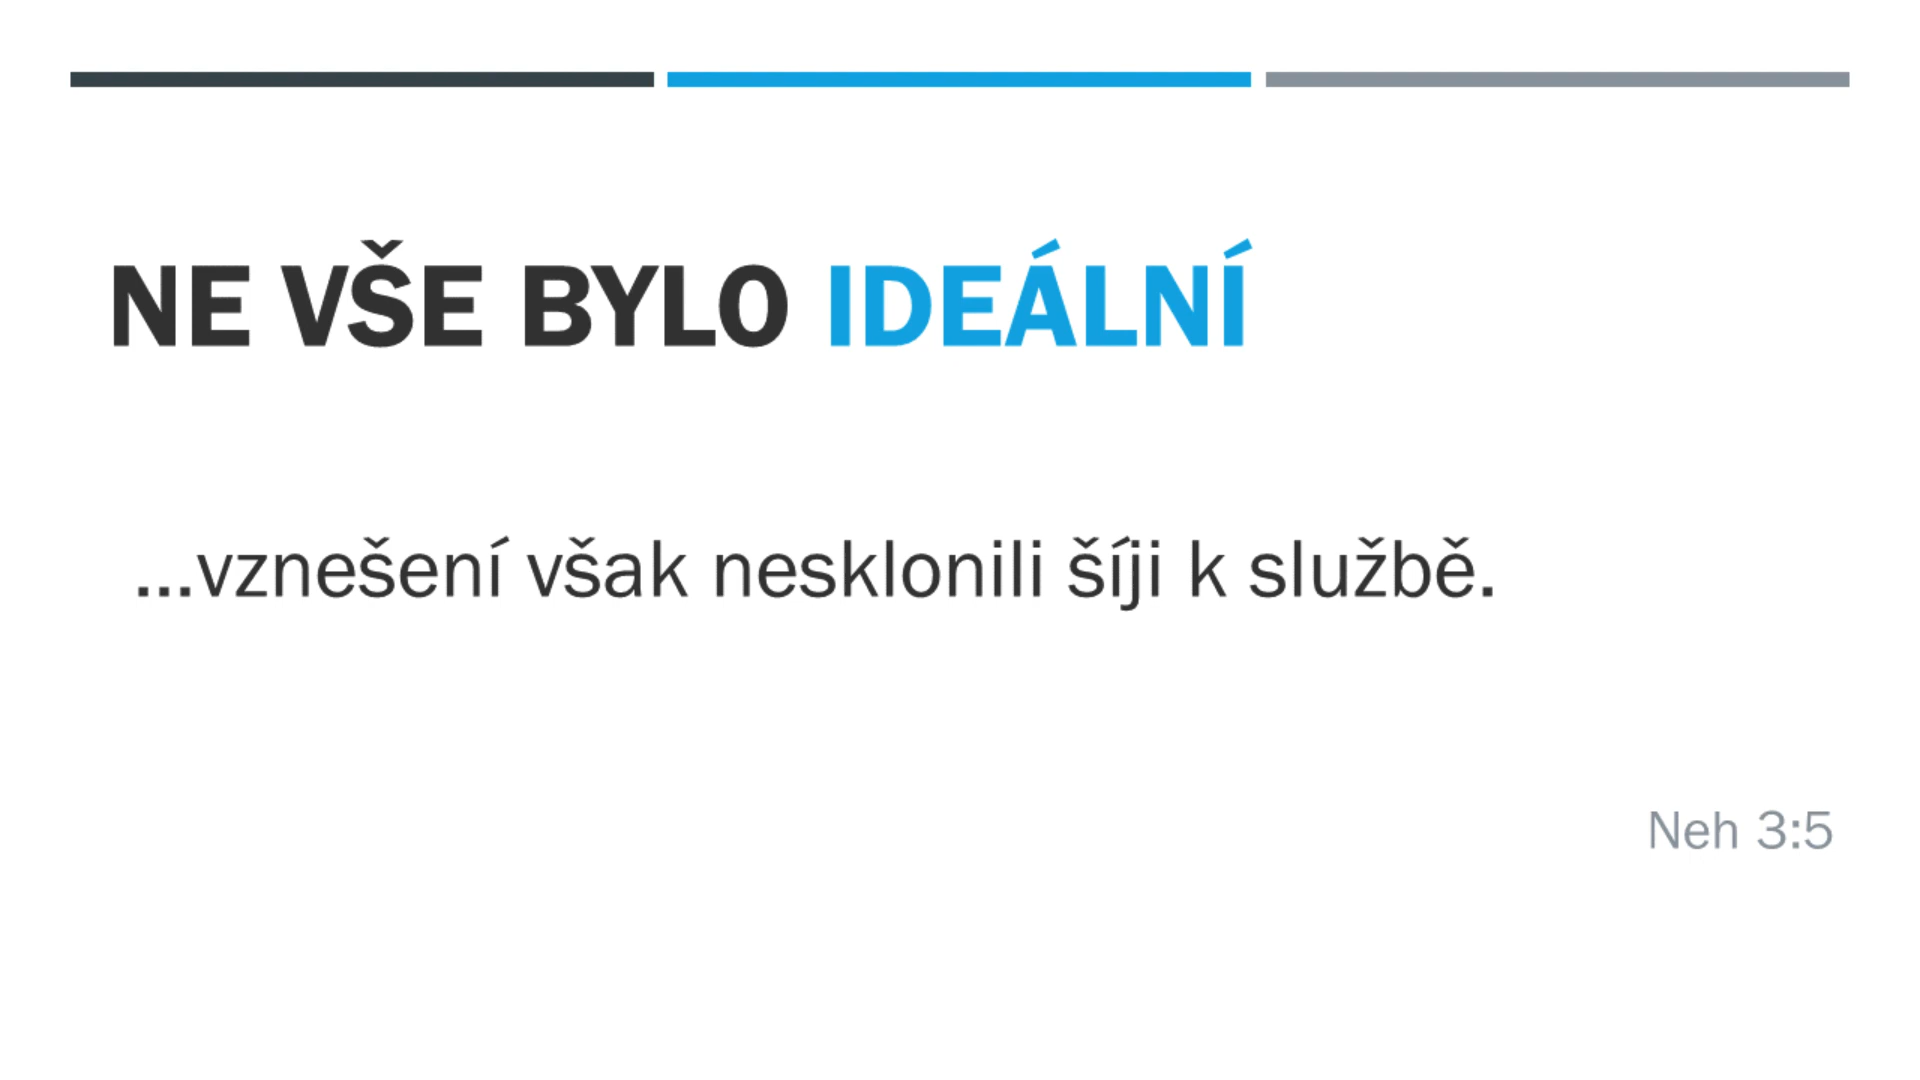 NE VŠE BYLO IDEÁLNÍ
...vznešení však nesklonili šíji k službě.
Neh 3:5